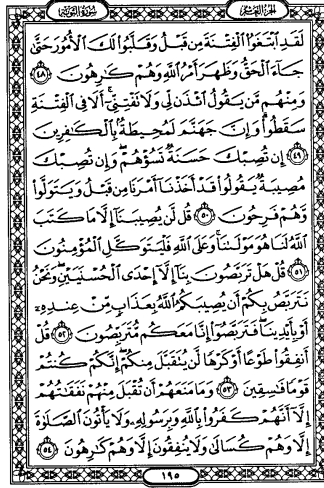 الجزء العاشر سورة التوبة
لَقَدِ ابْتَغَوُا الْفِتْنَةَ مِن قَبْلُ وَقَلَّبُوا لَكَ الْأُمُورَ حَتَّىٰ
جَاءَ الْحَقُّ وَظَهَرَ أَمْرُ اللَّهِ وَهُمْ كَارِهُونَ ٤٨
وَمِنْهُم مَّن يَقُولُ ائْذَن لِّي وَلَا تَفْتِنِّي ۚ أَلَا فِي الْفِتْنَةِ
سَقَطُوا ۗ وَإِنَّ جَهَنَّمَ لَمُحِيطَةٌ بِالْكَافِرِينَ
٤٩ إِن تُصِبْكَ حَسَنَةٌ تَسُؤْهُمْ ۖ وَإِن تُصِبْكَ
مُصِيبَةٌ يَقُولُوا قَدْ أَخَذْنَا أَمْرَنَا مِن قَبْلُ وَيَتَوَلَّوا
وَّهُمْ فَرِحُونَ ٥٠ قُل لَّن يُصِيبَنَا إِلَّا مَا كَتَبَ
اللَّهُ لَنَا هُوَ مَوْلَانَا ۚ وَعَلَى اللَّهِ فَلْيَتَوَكَّلِ الْمُؤْمِنُونَ
٥١ قُلْ هَلْ تَرَبَّصُونَ بِنَا إِلَّا إِحْدَى الْحُسْنَيَيْنِ ۖ وَنَحْنُ
نَتَرَبَّصُ بِكُمْ أَن يُصِيبَكُمُ اللَّهُ بِعَذَابٍ مِّنْ عِندِهِ
أَوْ بِأَيْدِينَا ۖ فَتَرَبَّصُوا إِنَّا مَعَكُم مُّتَرَبِّصُونَ ٥٢ قُلْ
أَنفِقُوا طَوْعًا أَوْ كَرْهًا لَّن يُتَقَبَّلَ مِنكُمْ ۖ إِنَّكُمْ كُنتُمْ
قَوْمًا فَاسِقِينَ ٥٣ وَمَا مَنَعَهُمْ أَن تُقْبَلَ مِنْهُمْ نَفَقَاتُهُمْ
إِلَّا أَنَّهُمْ كَفَرُوا بِاللَّهِ وَبِرَسُولِهِ وَلَا يَأْتُونَ الصَّلَاةَ
إِلَّا وَهُمْ كُسَالَىٰ وَلَا يُنفِقُونَ إِلَّا وَهُمْ كَارِهُونَ ٥٤
١٩٥